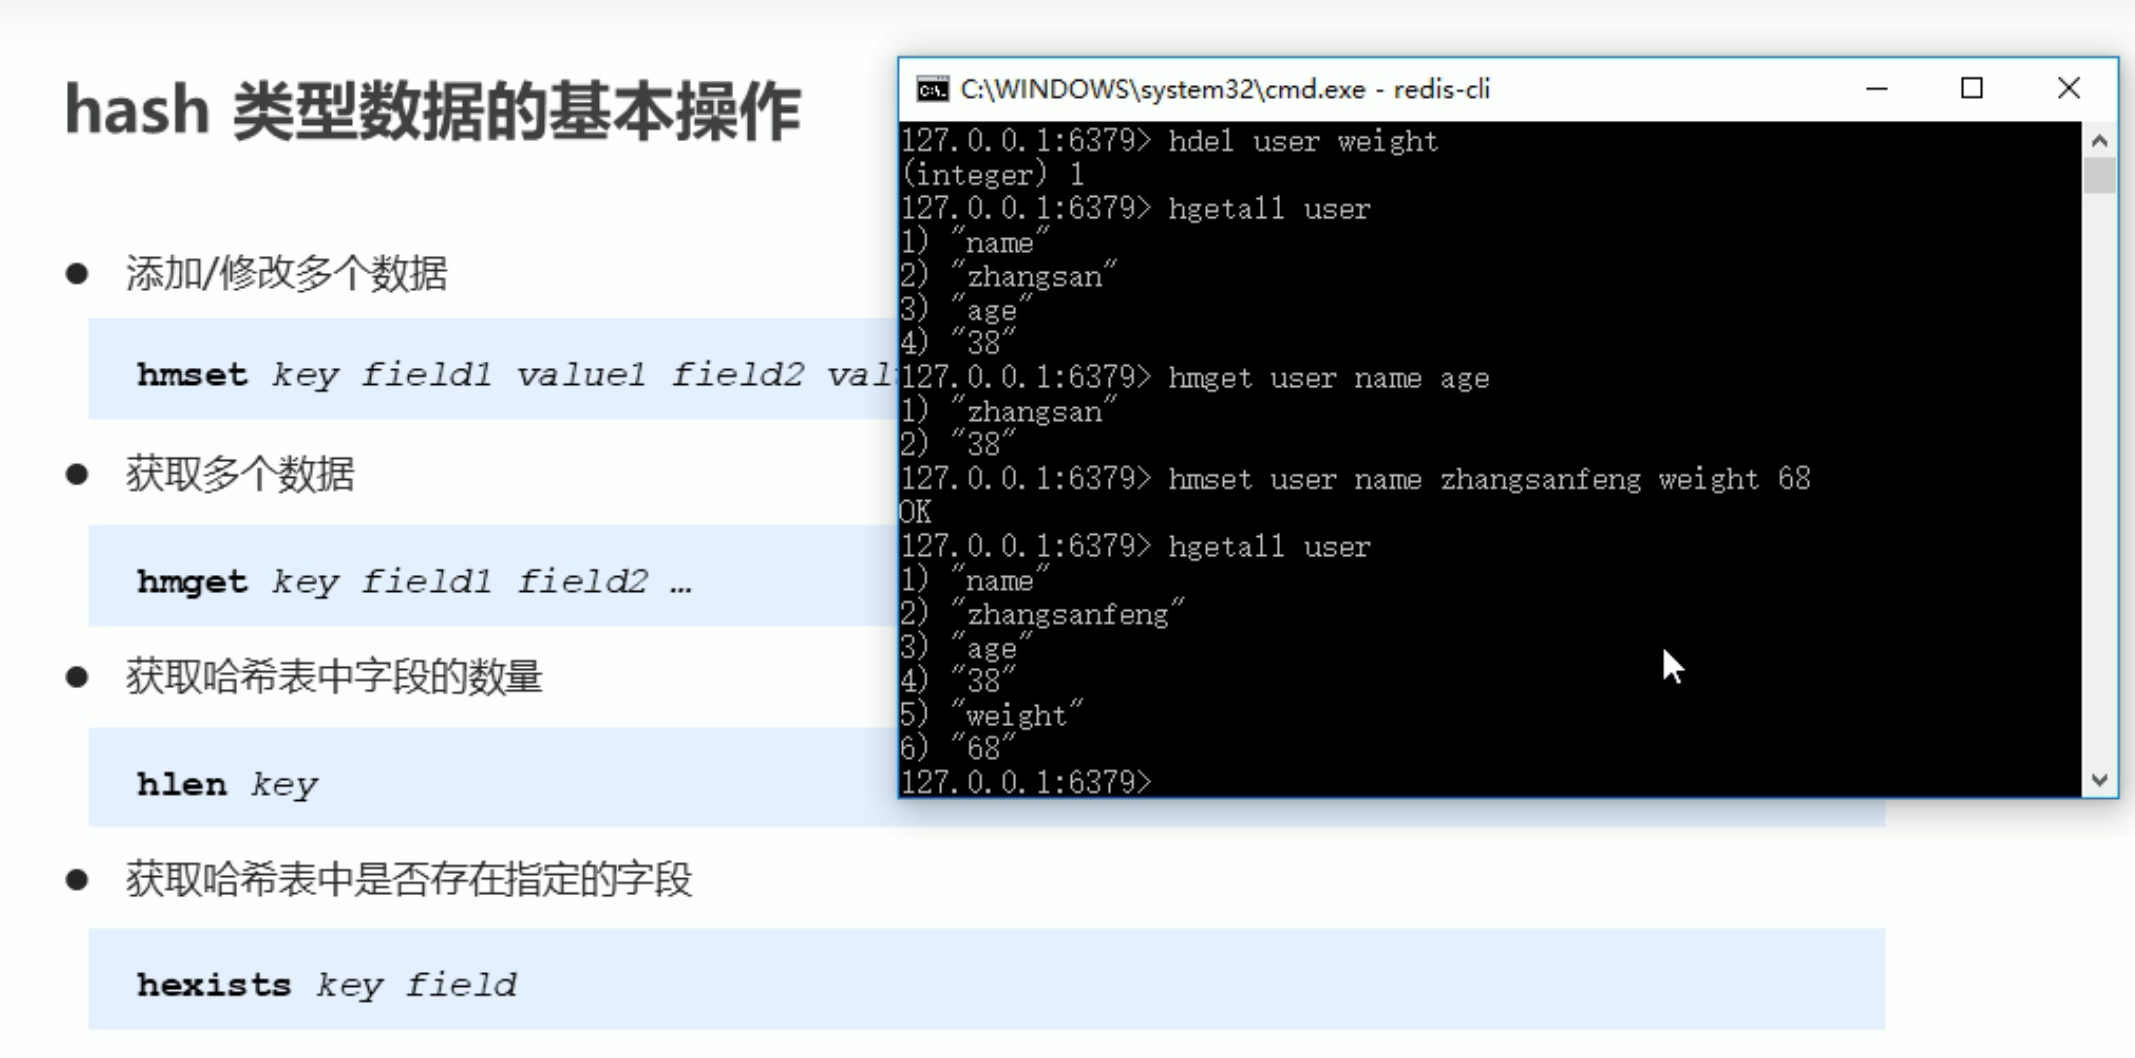 hash 类型数据的基本操作
● 添加/修改多个数据
hmset key field1 value1 field2 val
● 获取多个数据
hmget key field1 field2 …
● 获取哈希表中字段的数量
hlen key
● 获取哈希表中是否存在指定的字段
hexists key field
C:\WINDOWS\system32\cmd.exe - redis-cli
127.0.0.1:6379> hdel user weight
(integer) 1
127.0.0.1:6379> hgetall user
1) "name"
2) "zhangsan"
3) "age"
4) "38"
127.0.0.1:6379> hmget user name age
1) "zhangsan"
2) "38"
127.0.0.1:6379> hmset user name zhangsanfeng weight 68
OK
127.0.0.1:6379> hgetall user
1) "name"
2) "zhangsanfeng"
3) "age"
4) "38"
5) "weight"
6) "68"
127.0.0.1:6379>